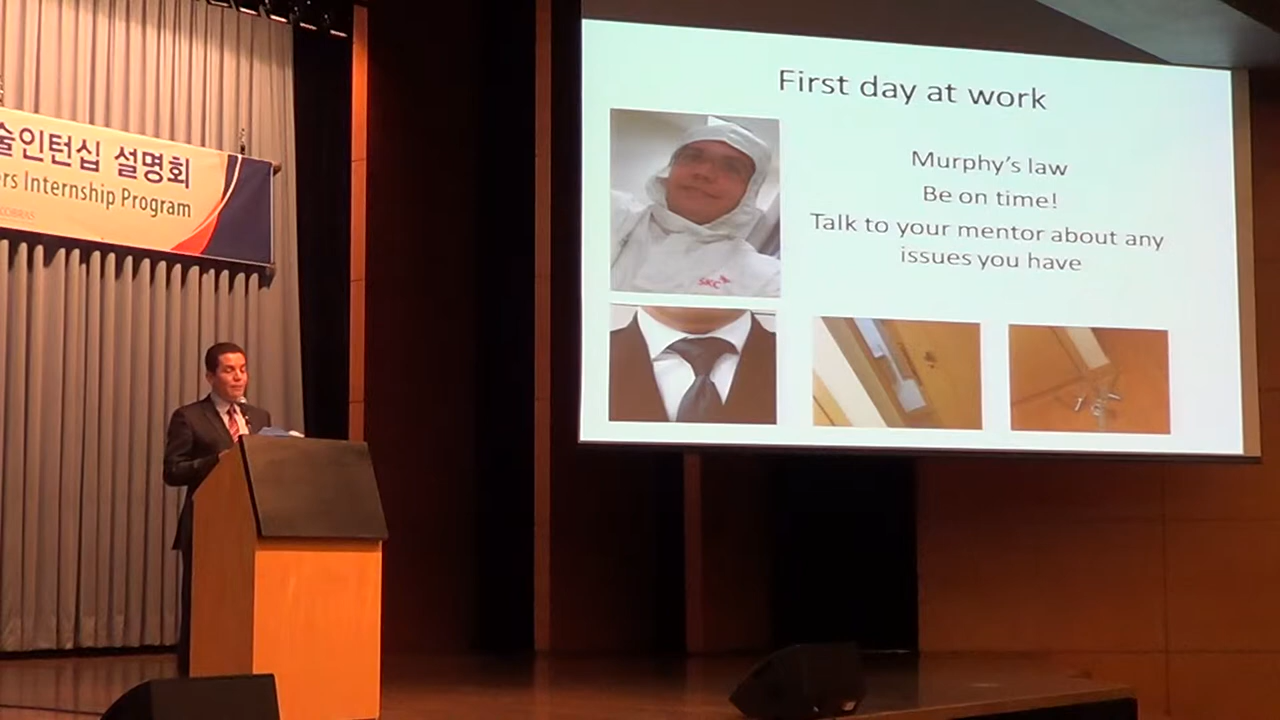 술인턴십 설명회
ers Internship Program
COBRAS
First day at work
Murphy's law
Be on time!
Talk to your mentor about any
issues you have
SKC